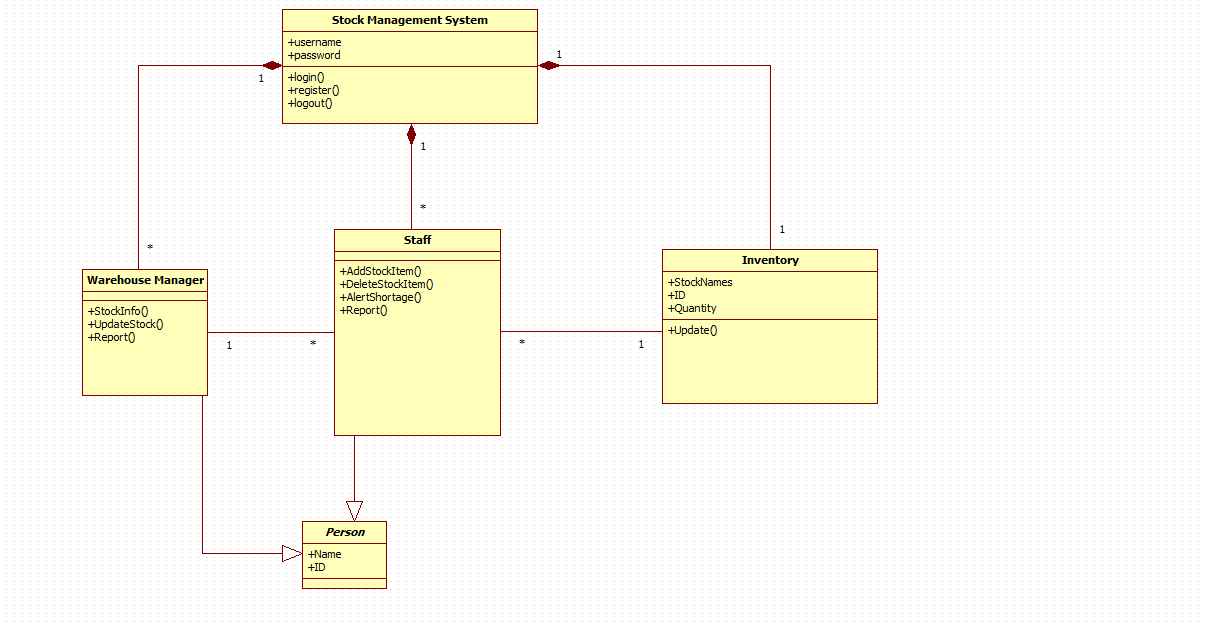 Stock Management System
+username
+password
+login()
+register()
+logout()
1
1
1
*
*
1
Staff
+AddStockItem()
+DeleteStockItem()
+AlertShortage()
+Report()
Inventory
+StockNames
+ID
+Quantity
+Update()
Warehouse Manager
+StockInfo()
+UpdateStock()
+Report()
1
*
*
1
Person
+Name
+ID